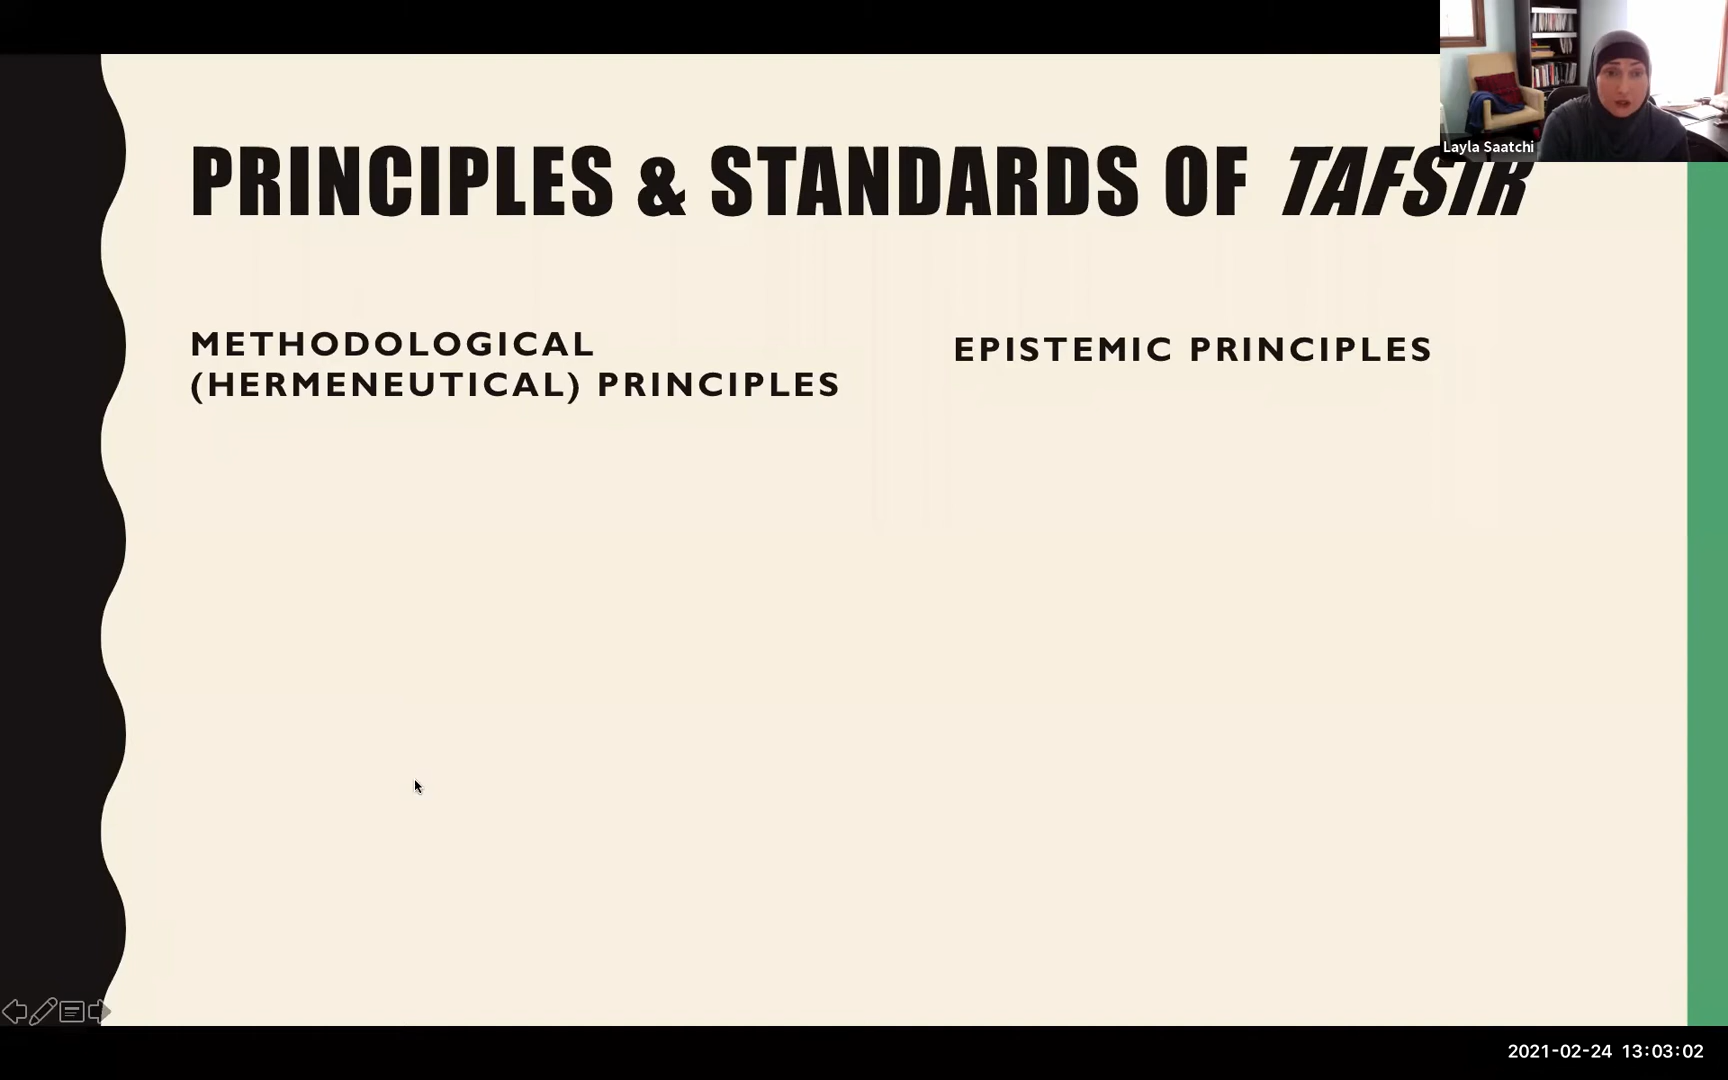 Layla Saatchi
PRINCIPLES & STANDARDS OF TAFSIR
METHODOLOGICAL
(HERMENEUTICAL) PRINCIPLES
EPISTEMIC PRINCIPLES
2021-02-24 13:03:02